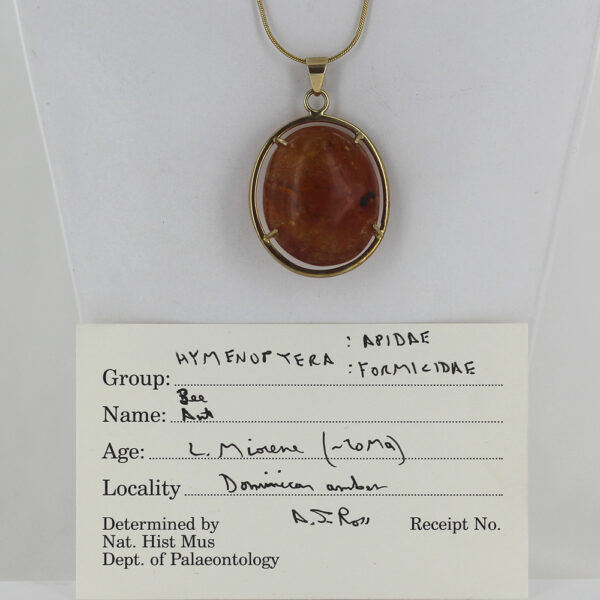 : APIDAE
Group: HYMENOPTERA : FORMICIDAE
Bee
Name: Ant
Age: L. Miocene (~20Ma)
Locality Dominican amber
Determined by A.J. Ross Receipt No.
Nat. Hist Mus
Dept. of Palaeontology